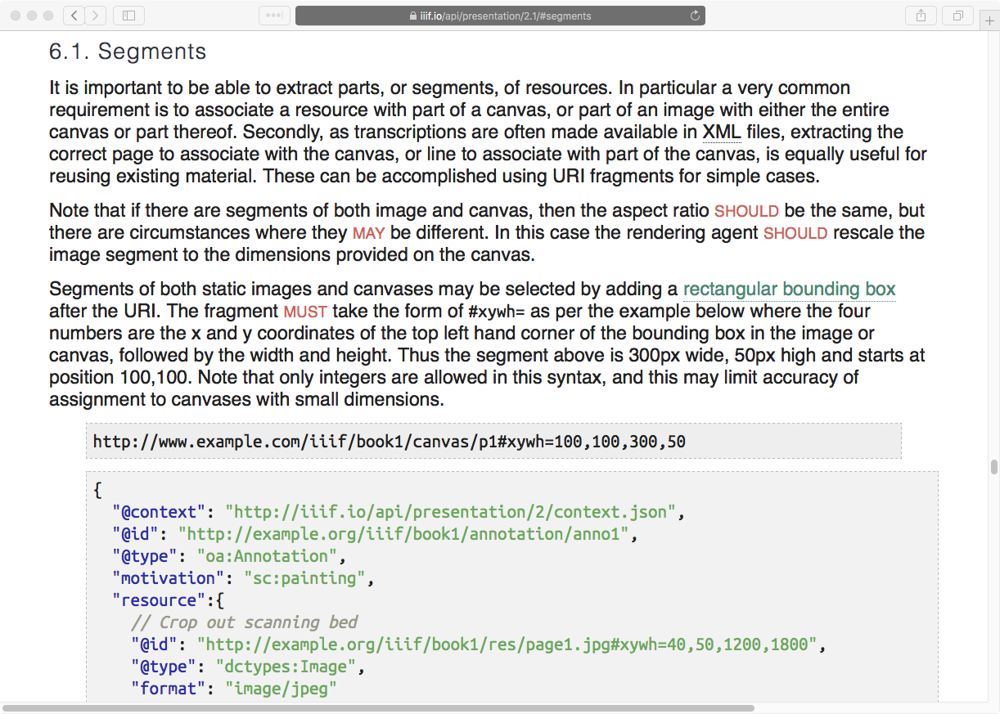 iiif.io/api/presentation/2.1/#segments
6.1. Segments
It is important to be able to extract parts, or segments, of resources. In particular a very common
requirement is to associate a resource with part of a canvas, or part of an image with either the entire
canvas or part thereof. Secondly, as transcriptions are often made available in XML files, extracting the
correct page to associate with the canvas, or line to associate with part of the canvas, is equally useful for
reusing existing material. These can be accomplished using URI fragments for simple cases.
Note that if there are segments of both image and canvas, then the aspect ratio SHOULD be the same, but
there are circumstances where they MAY be different. In this case the rendering agent SHOULD rescale the
image segment to the dimensions provided on the canvas.
Segments of both static images and canvases may be selected by adding a rectangular bounding box
after the URI. The fragment MUST take the form of #xywh= as per the example below where the four
numbers are the x and y coordinates of the top left hand corner of the bounding box in the image or
canvas, followed by the width and height. Thus the segment above is 300px wide, 50px high and starts at
position 100,100. Note that only integers are allowed in this syntax, and this may limit accuracy of
assignment to canvases with small dimensions.
http://www.example.com/iiif/book1/canvas/p1#xywh=100,100,300,50
{
  "@context": "http://iiif.io/api/presentation/2/context.json",
  "@id": "http://example.org/iiif/book1/annotation/anno1",
  "@type": "oa:Annotation",
  "motivation": "sc:painting",
  "resource":{
    // Crop out scanning bed
    "@id": "http://example.org/iiif/book1/res/page1.jpg#xywh=40,50,1200,1800",
    "@type": "dctypes:Image",
    "format": "image/jpeg"